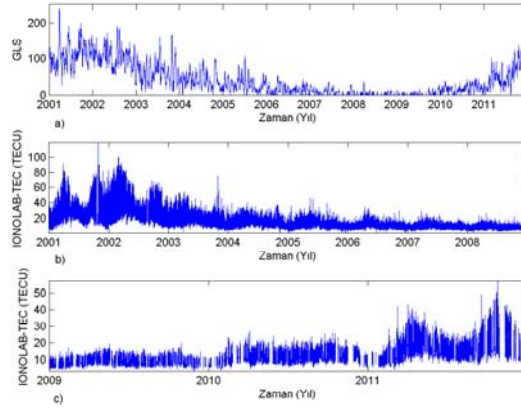 GLS
200
100
0
2001 2002 2003 2004 2005 2006 2007 2008 2009 2010 2011
Zaman (Yıl)
a)
IONOLAB-TEC (TECU)
100
80
60
40
20
2001 2002 2003 2004 2005 2006 2007 2008
Zaman (Yıl)
b)
IONOLAB-TEC (TECU)
50
40
30
20
10
2009 2010 2011
Zaman (Yıl)
c)